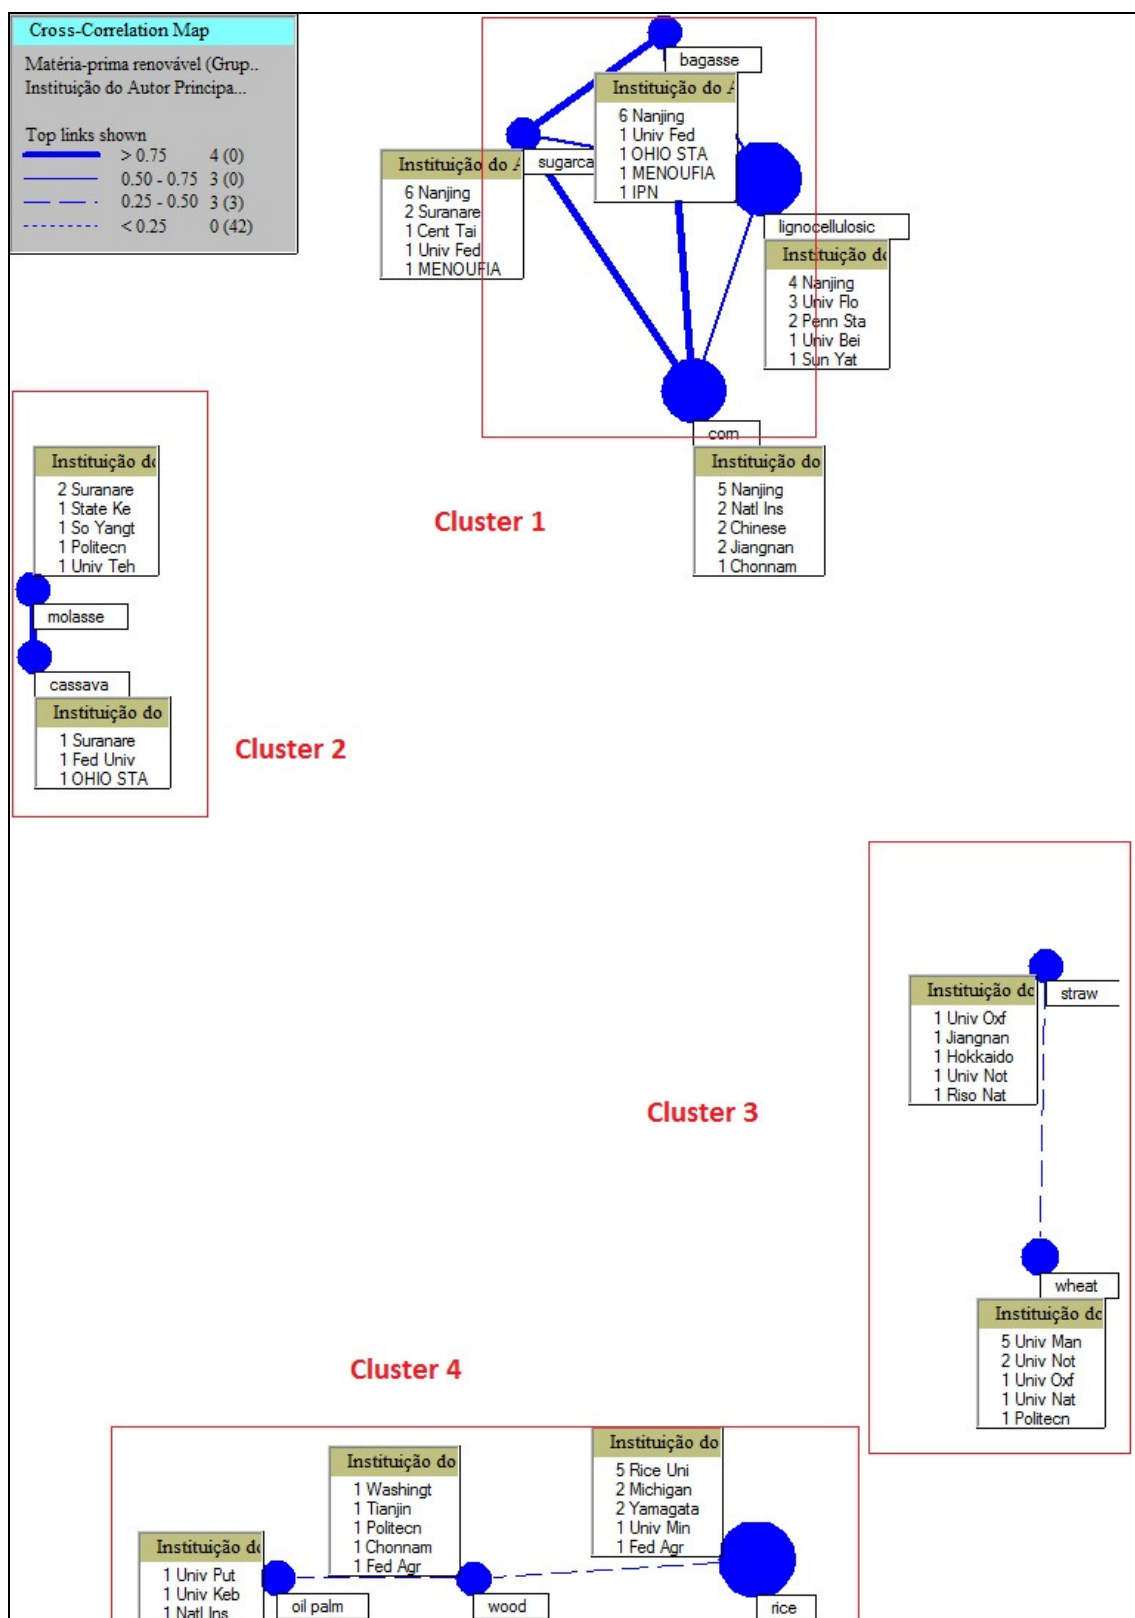 Cross-Correlation Map
Matéria-prima renovável (Grup..
Instituição do Autor Principa...
Top links shown
> 0.75 4 (0)
0.50 - 0.75 3 (0)
0.25 - 0.50 3 (3)
< 0.25 0 (42)
bagasse
Instituição do A
6 Nanjing
1 Univ Fed
1 OHIO STA
1 MENOUFIA
1 IPN
sugarca
Instituição do A
6 Nanjing
2 Suranare
1 Cent Tai
1 Univ Fed
1 MENOUFIA
lignocellulosic
Instituição do
4 Nanjing
3 Univ Flo
2 Penn Sta
1 Univ Bei
1 Sun Yat
corn
Instituição do
5 Nanjing
2 Natl Ins
2 Chinese
2 Jiangnan
1 Chonnam
Cluster 1
Instituição do
2 Suranare
1 State Ke
1 So Yangt
1 Politecn
1 Univ Teh
molasse
cassava
Instituição do
1 Suranare
1 Fed Univ
1 OHIO STA
Cluster 2
straw
Instituição do
1 Univ Oxf
1 Jiangnan
1 Hokkaido
1 Univ Not
1 Riso Nat
Cluster 3
wheat
Instituição do
5 Univ Man
2 Univ Not
1 Univ Oxf
1 Univ Nat
1 Politecn
Cluster 4
Instituição do
5 Rice Uni
2 Michigan
2 Yamagata
1 Univ Min
1 Fed Agr
Instituição do
1 Washingt
1 Tianjin
1 Politecn
1 Chonnam
1 Fed Agr
Instituição do
1 Univ Put
1 Univ Keb
1 Natl Ins
oil palm
wood
rice